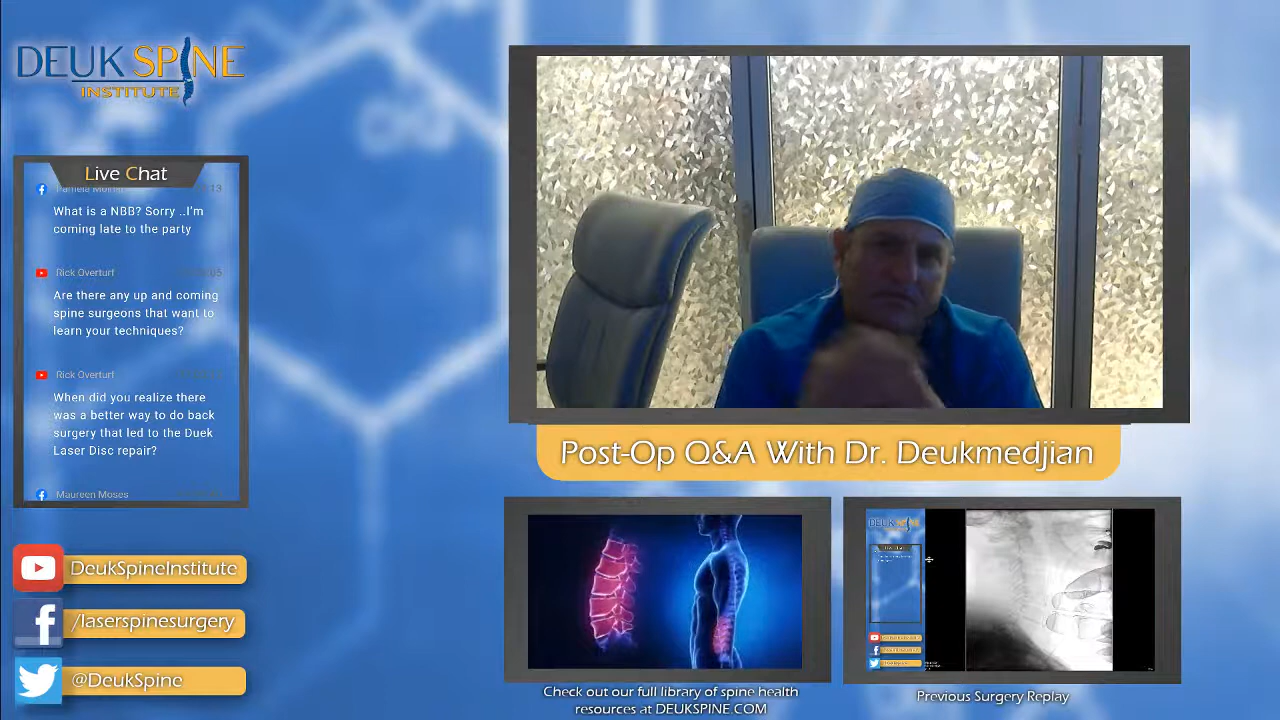 DEUK SPINE
INSTITUTE
Live Chat
What is a NBB? Sorry ..I'm
coming late to the party
Rick Overturf
Are there any up and coming
spine surgeons that want to
learn your techniques?
Rick Overturf
When did you realize there
was a better way to do back
surgery that led to the Duek
Laser Disc repair?
Maureen Moses
DeukSpineInstitute
/laserspinesurgery
@DeukSpine
Post-Op Q&A With Dr. Deukmedjian
Check out our full library of spine health
resources at DEUKSPINE.COM
DEUK SPINE
Previous Surgery Replay